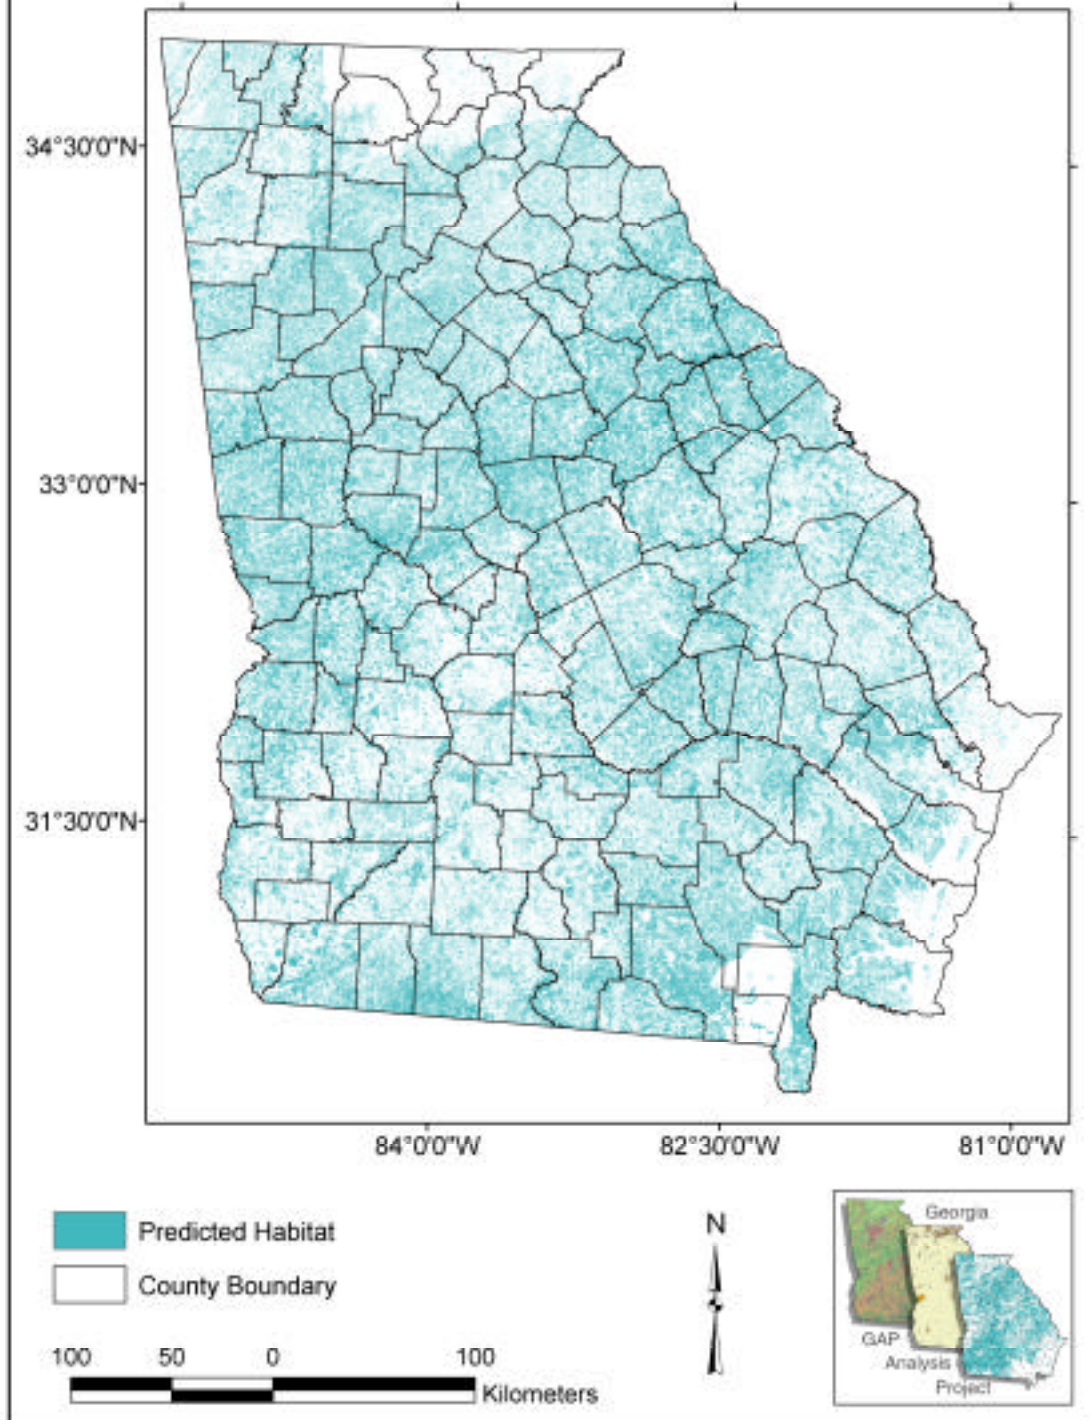 34°30'0"N
33°0'0"N
31°30'0"N
84°0'0"W 82°30'0"W 81°0'0"W
Predicted Habitat
County Boundary
N
100 50 0 100
Kilometers
Georgia
GAP
Analysis
Project